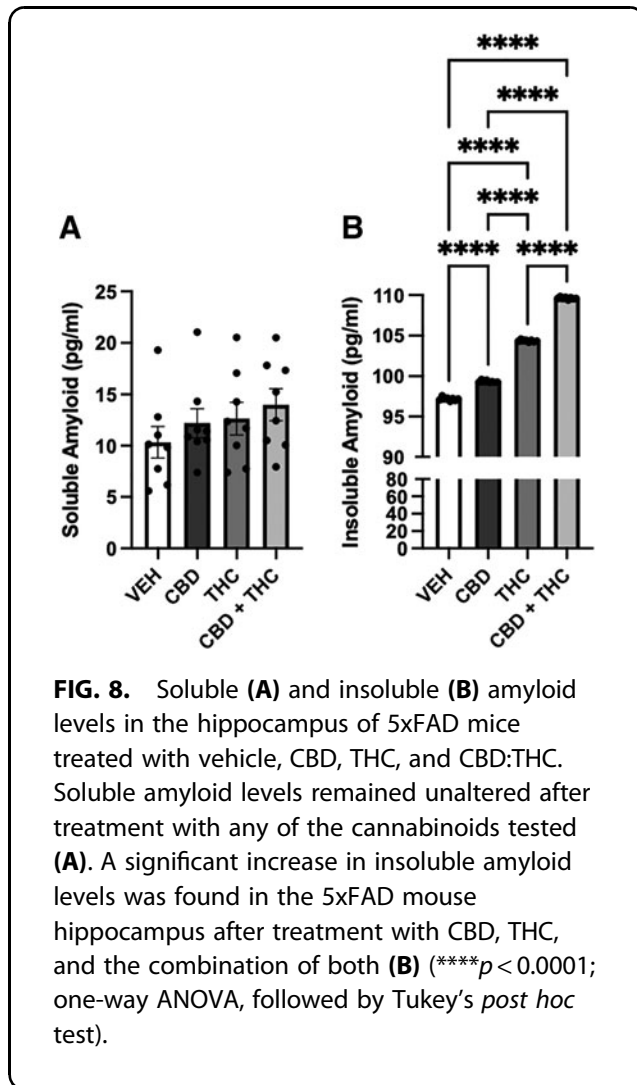 ****
****
****
****
**** ****
A
B
Soluble Amyloid (pg/ml)
25
20
15
10
5
0
VEH
CBD
THC
CBD + THC
Insoluble Amyloid (pg/ml)
110
105
100
95
90
80
60
40
20
0
VEH
CBD
THC
CBD + THC
FIG. 8. Soluble (A) and insoluble (B) amyloid
levels in the hippocampus of 5xFAD mice
treated with vehicle, CBD, THC, and CBD:THC.
Soluble amyloid levels remained unaltered after
treatment with any of the cannabinoids tested
(A). A significant increase in insoluble amyloid
levels was found in the 5xFAD mouse
hippocampus after treatment with CBD, THC,
and the combination of both (B) (****p < 0.0001;
one-way ANOVA, followed by Tukey's post hoc
test).